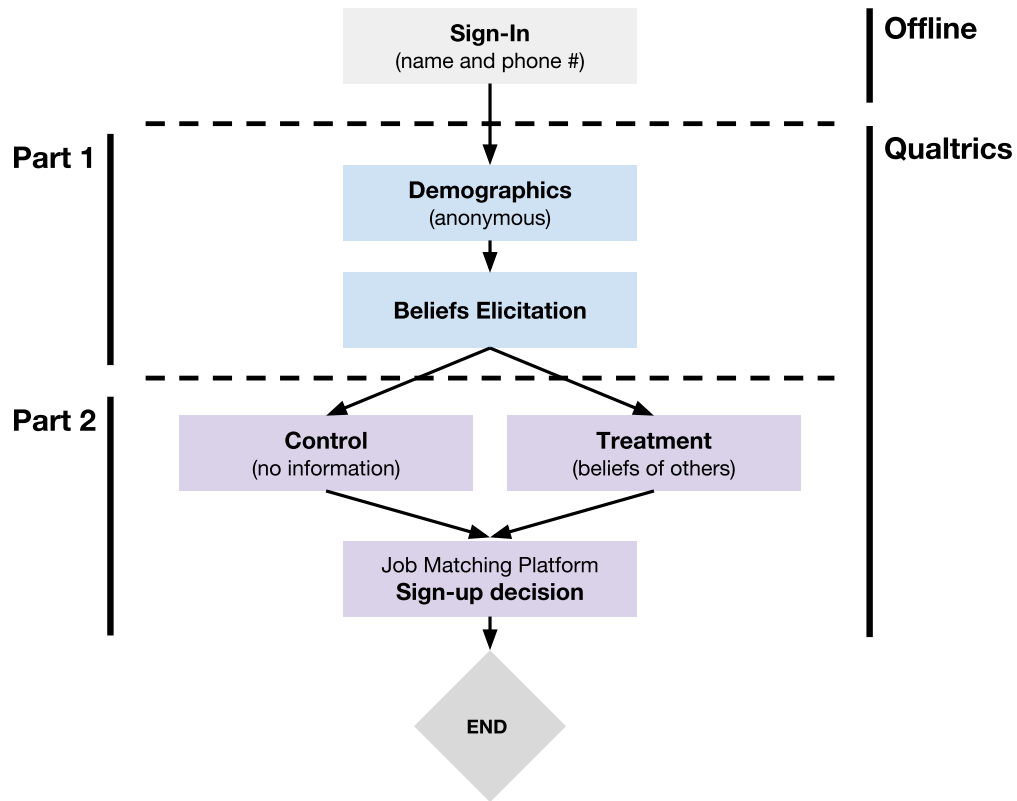 Sign-In
(name and phone #)
Offline
Part 1
Qualtrics
Demographics
(anonymous)
Beliefs Elicitation
Part 2
Control
(no information)
Treatment
(beliefs of others)
Job Matching Platform
Sign-up decision
END